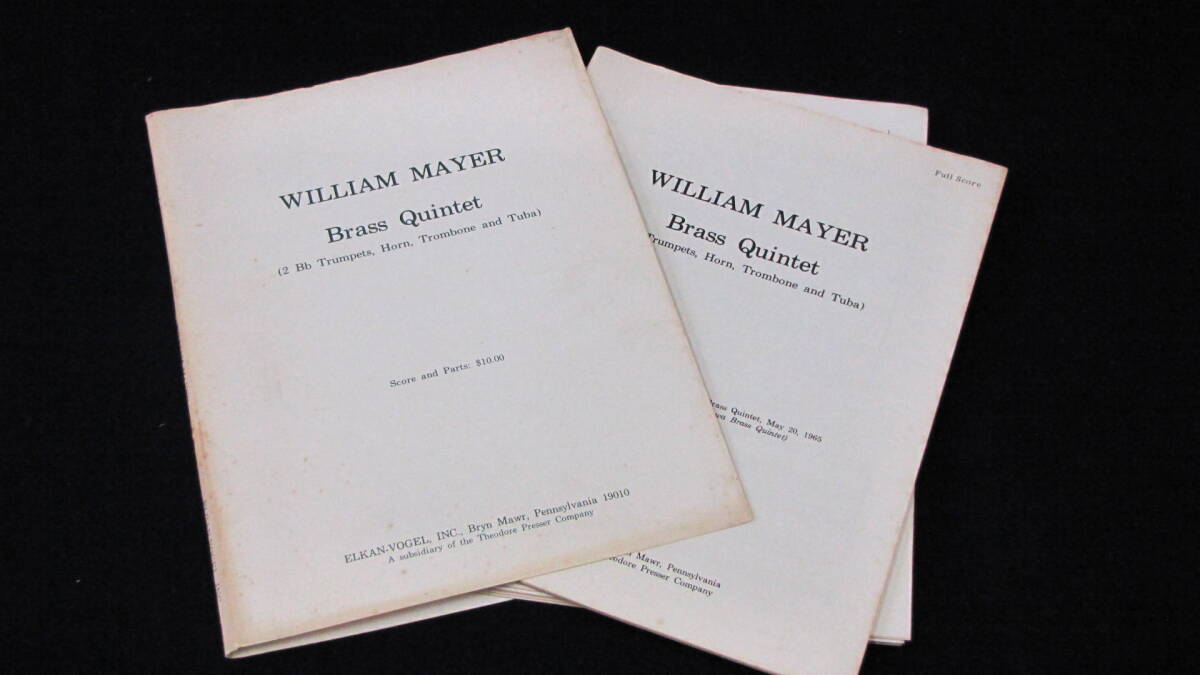 WILLIAM MAYER
Brass Quintet
(2 Bb Trumpets, Horn, Trombone and Tuba)
Score and Parts: $10.00
ELKAN-VOGEL, INC., Bryn Mawr, Pennsylvania 19010
A subsidiary of the Theodore Presser Company
Full Score
WILLIAM MAYER
Brass Quintet
Trumpets, Horn, Trombone and Tuba)
Brass Quintet, May 20, 1965
Brass Quintet)
Mawr, Pennsylvania
Presser Company